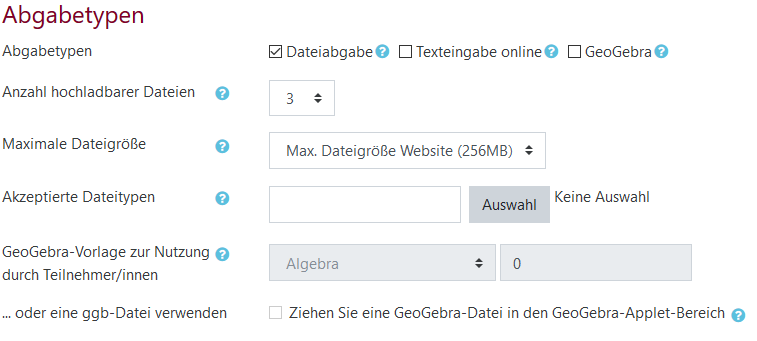 Abgabetypen
Abgabetypen Dateiabgabe Texteingabe online GeoGebra
Anzahl hochladbarer Dateien 3
Maximale Dateigröße Max. Dateigröße Website (256MB)
Akzeptierte Dateitypen Auswahl Keine Auswahl
GeoGebra-Vorlage zur Nutzung
durch Teilnehmer/innen Algebra 0
... oder eine ggb-Datei verwenden Ziehen Sie eine GeoGebra-Datei in den GeoGebra-Applet-Bereich